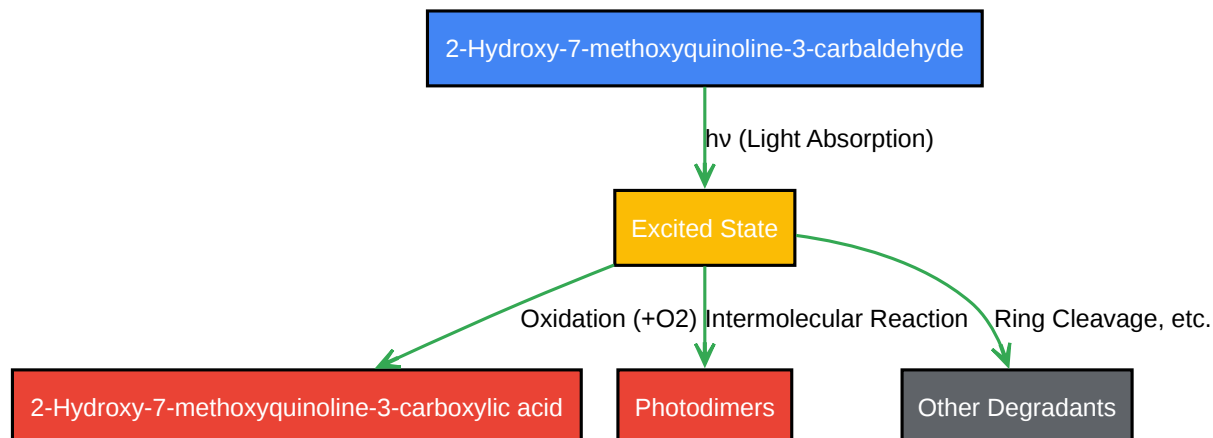 2-Hydroxy-7-methoxyquinoline-3-carbaldehyde
hν (Light Absorption)
Excited State
Oxidation (+O2)
Intermolecular Reaction
Ring Cleavage, etc.
2-Hydroxy-7-methoxyquinoline-3-carboxylic acid
Photodimers
Other Degradants